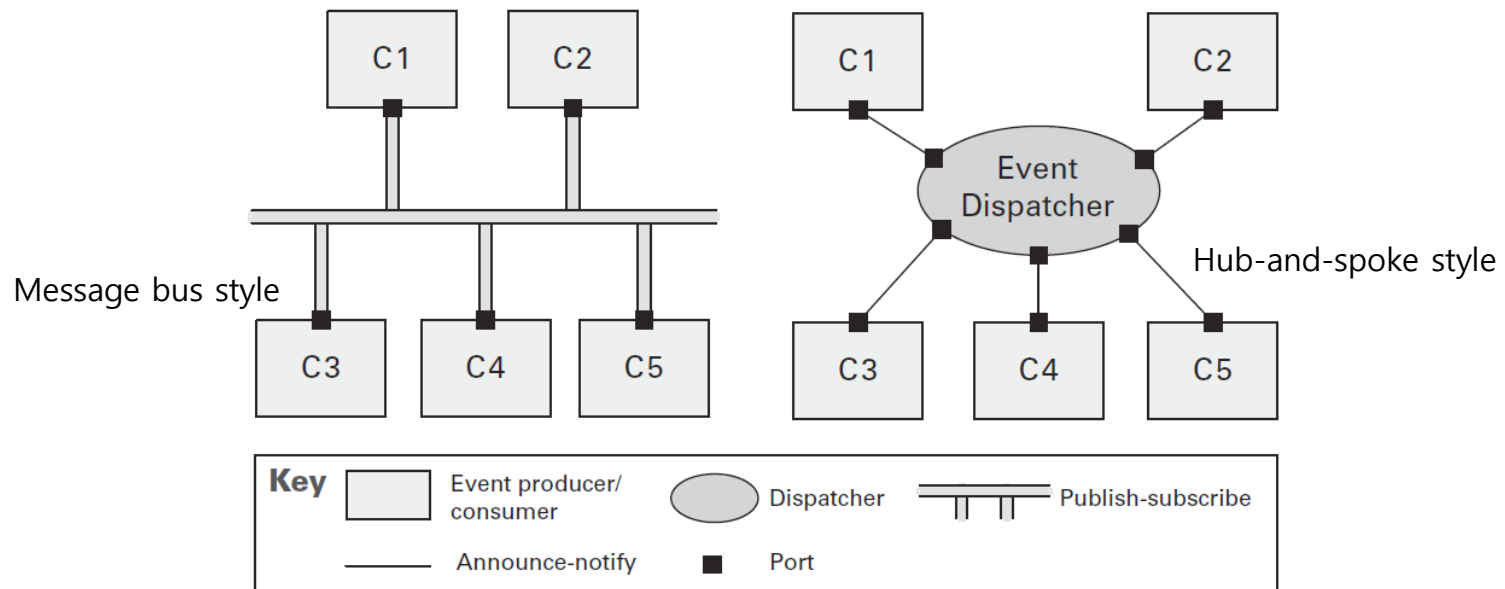 C1
C2
Message bus style
C3
C4
C5
C1
C2
Event
Dispatcher
Hub-and-spoke style
C3
C4
C5
Key
Event producer/
consumer
Dispatcher
Publish-subscribe
Announce-notify
Port